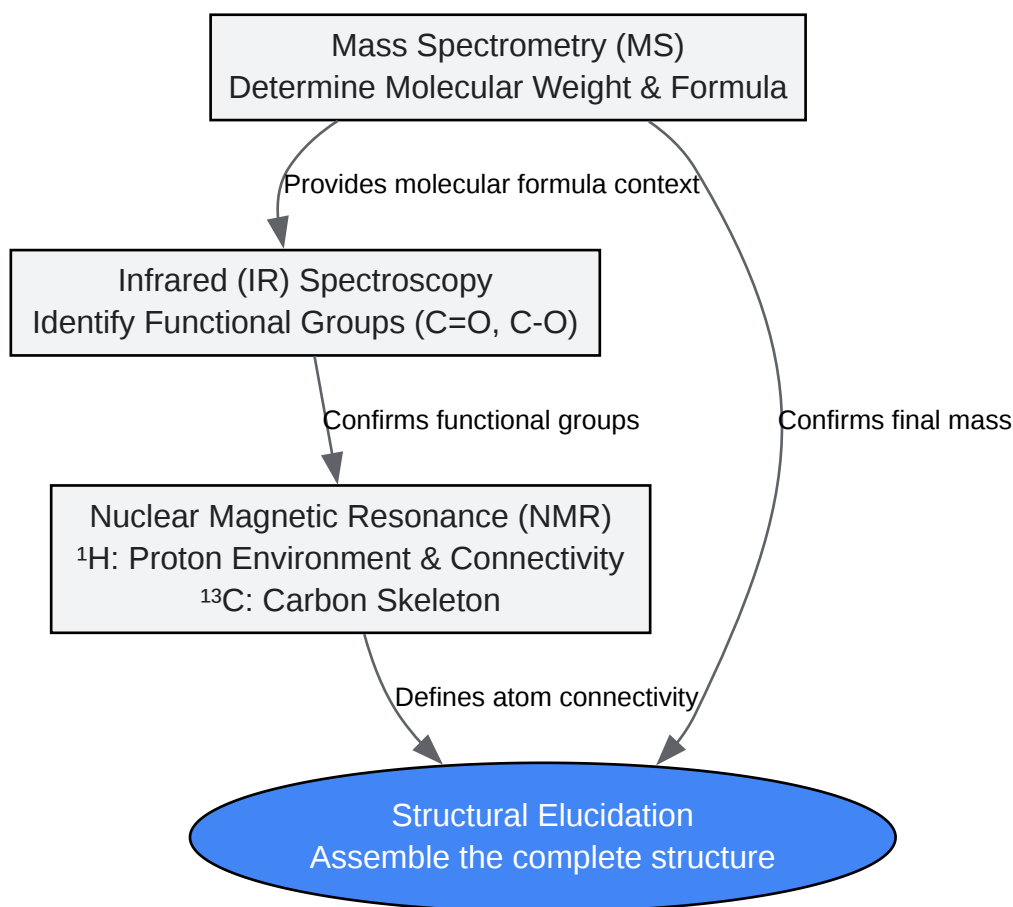 Mass Spectrometry (MS)
Determine Molecular Weight & Formula
Provides molecular formula context
Infrared (IR) Spectroscopy
Identify Functional Groups (C=O, C-O)
Confirms functional groups
Confirms final mass
Nuclear Magnetic Resonance (NMR)
¹H: Proton Environment & Connectivity
¹³C: Carbon Skeleton
Defines atom connectivity
Structural Elucidation
Assemble the complete structure